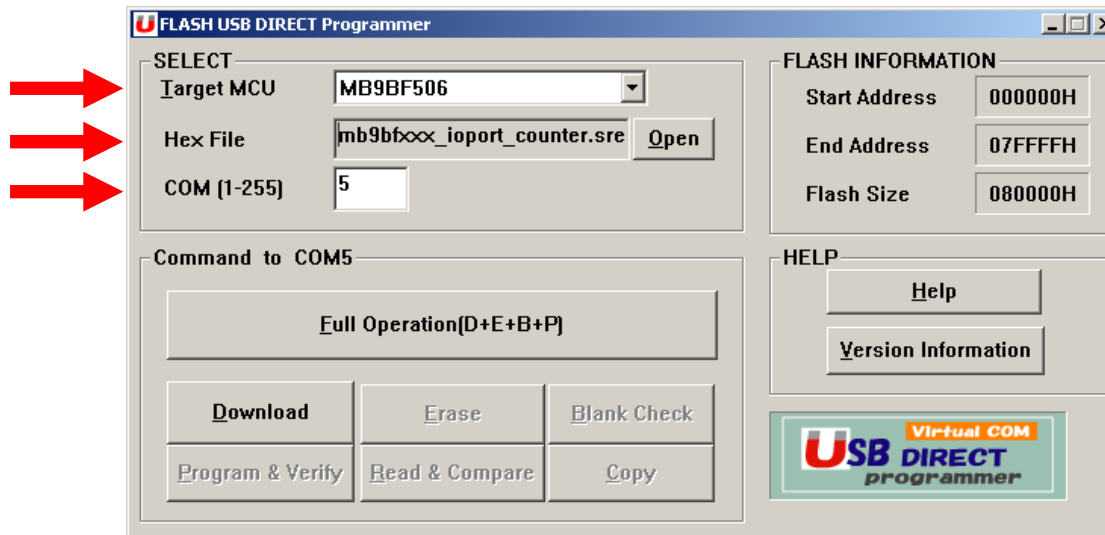 FLASH USB DIRECT Programmer
SELECT
Target MCU MB9BF506
Hex File mb9bfxxx_ioport_counter.sre Open
COM (1-255) 5
FLASH INFORMATION
Start Address 000000H
End Address 07FFFFH
Flash Size 080000H
Command to COM5
Full Operation(D+E+B+P)
Download Erase Blank Check
Program & Verify Read & Compare Copy
HELP
Help
Version Information
Virtual COM
USB DIRECT
programmer